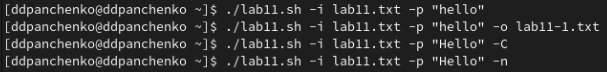 [ddpanchenko@ddpanchenko ~]$ ./lab11.sh -i lab11.txt -p "hello"
[ddpanchenko@ddpanchenko ~]$ ./lab11.sh -i lab11.txt -p "hello" -o lab11-1.txt
[ddpanchenko@ddpanchenko ~]$ ./lab11.sh -i lab11.txt -p "Hello" -C
[ddpanchenko@ddpanchenko ~]$ ./lab11.sh -i lab11.txt -p "Hello" -n